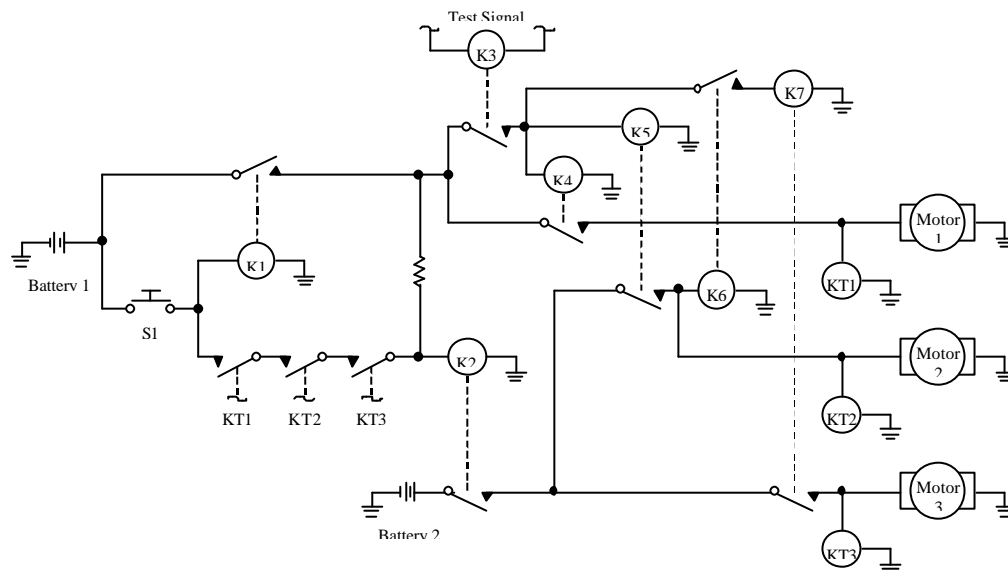 Test Signal
K3
K7
K5
K4
Motor
1
K1
KT1
K6
Battery 1
S1
Motor
2
K2
KT1
KT2
KT3
KT2
Motor
3
Battery 2
KT3